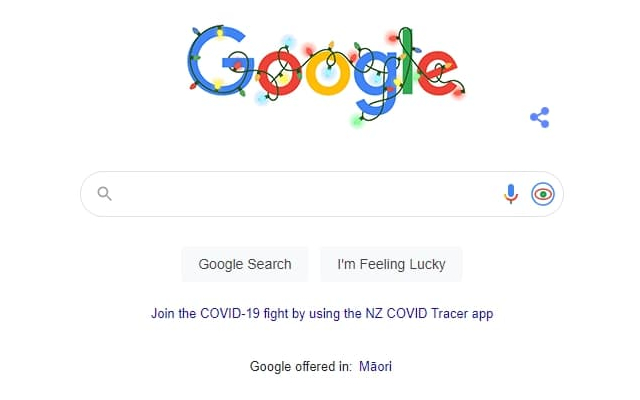 Google
Google Search I'm Feeling Lucky
Join the COVID-19 fight by using the NZ COVID Tracer app
Google offered in: Māori